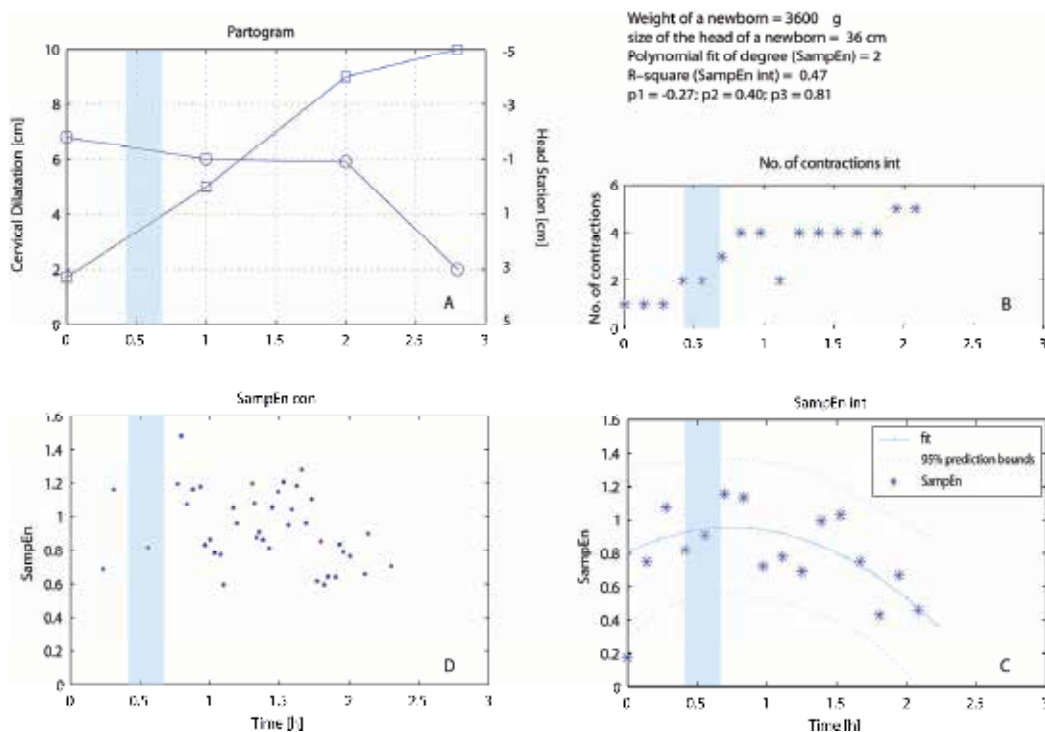 Weight of a newborn = 3600 g
size of the head of a newborn = 36 cm
Polynomial fit of degree (SampEn) = 2
R-square (SampEn int) = 0.47
p1 = -0.27; p2 = 0.40; p3 = 0.81
Partogram
Cervical Dilatation [cm]
10
8
6
4
2
0
0 0.5 1 1.5 2 2.5 3
-5
-3
-1
1
3
5
Head Station [cm]
A
No. of contractions int
No. of contractions
6
4
2
0
0 0.5 1 1.5 2 2.5 3
B
SampEn con
SampEn
1.6
1.4
1.2
1
0.8
0.6
0.4
0.2
0
0 0.5 1 1.5 2 2.5 3
Time [h]
D
SampEn int
SampEn
1.6
1.4
1.2
1
0.8
0.6
0.4
0.2
0
0 0.5 1 1.5 2 2.5 3
Time [h]
fit
95% prediction bounds
SampEn
C